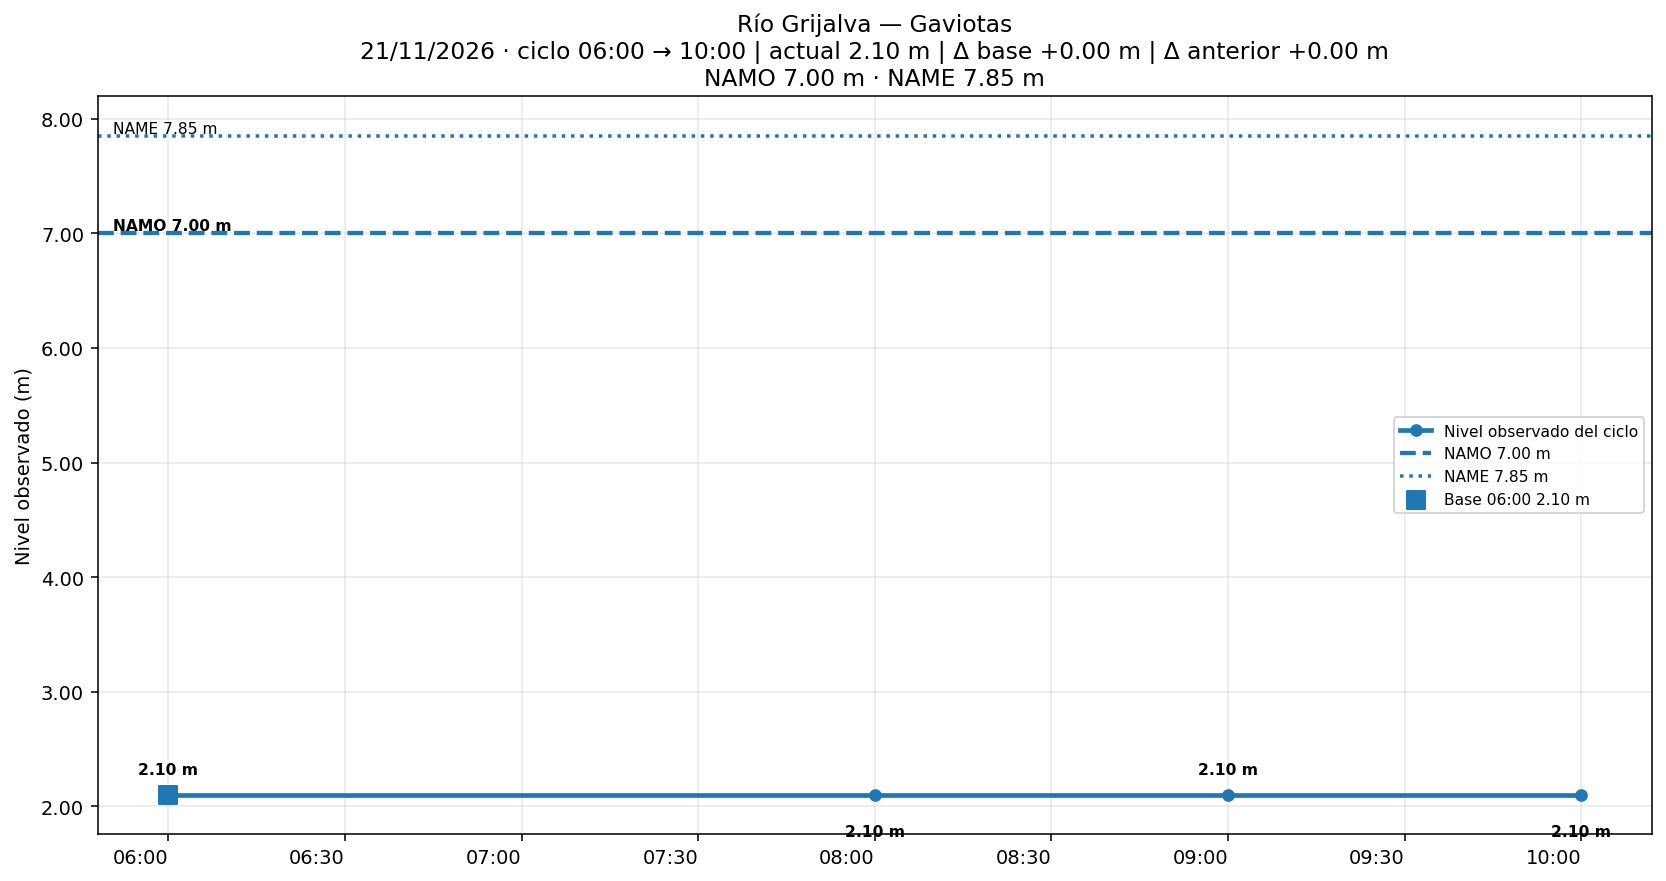 Río Grijalva — Gaviotas
21/11/2026 · ciclo 06:00 → 10:00 | actual 2.10 m | Δ base +0.00 m | Δ anterior +0.00 m
NAMO 7.00 m · NAME 7.85 m
Nivel observado (m)
8.00
7.00
6.00
5.00
4.00
3.00
2.00
NAME 7.85 m
NAMO 7.00 m
Nivel observado del ciclo
NAMO 7.00 m
NAME 7.85 m
Base 06:00 2.10 m
2.10 m
2.10 m
2.10 m
2.10 m
06:00
06:30
07:00
07:30
08:00
08:30
09:00
09:30
10:00